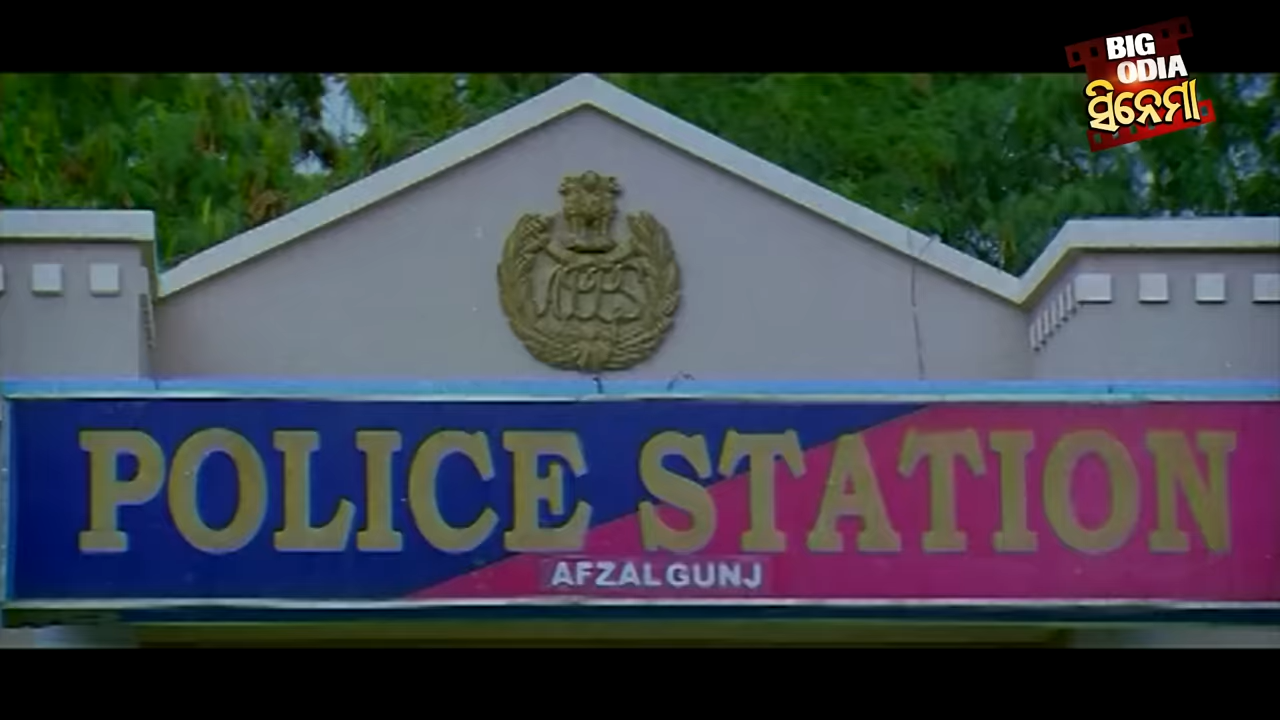 BIG
ODIA
ସିନେମା
POLICE STATION
AFZALGUNJ